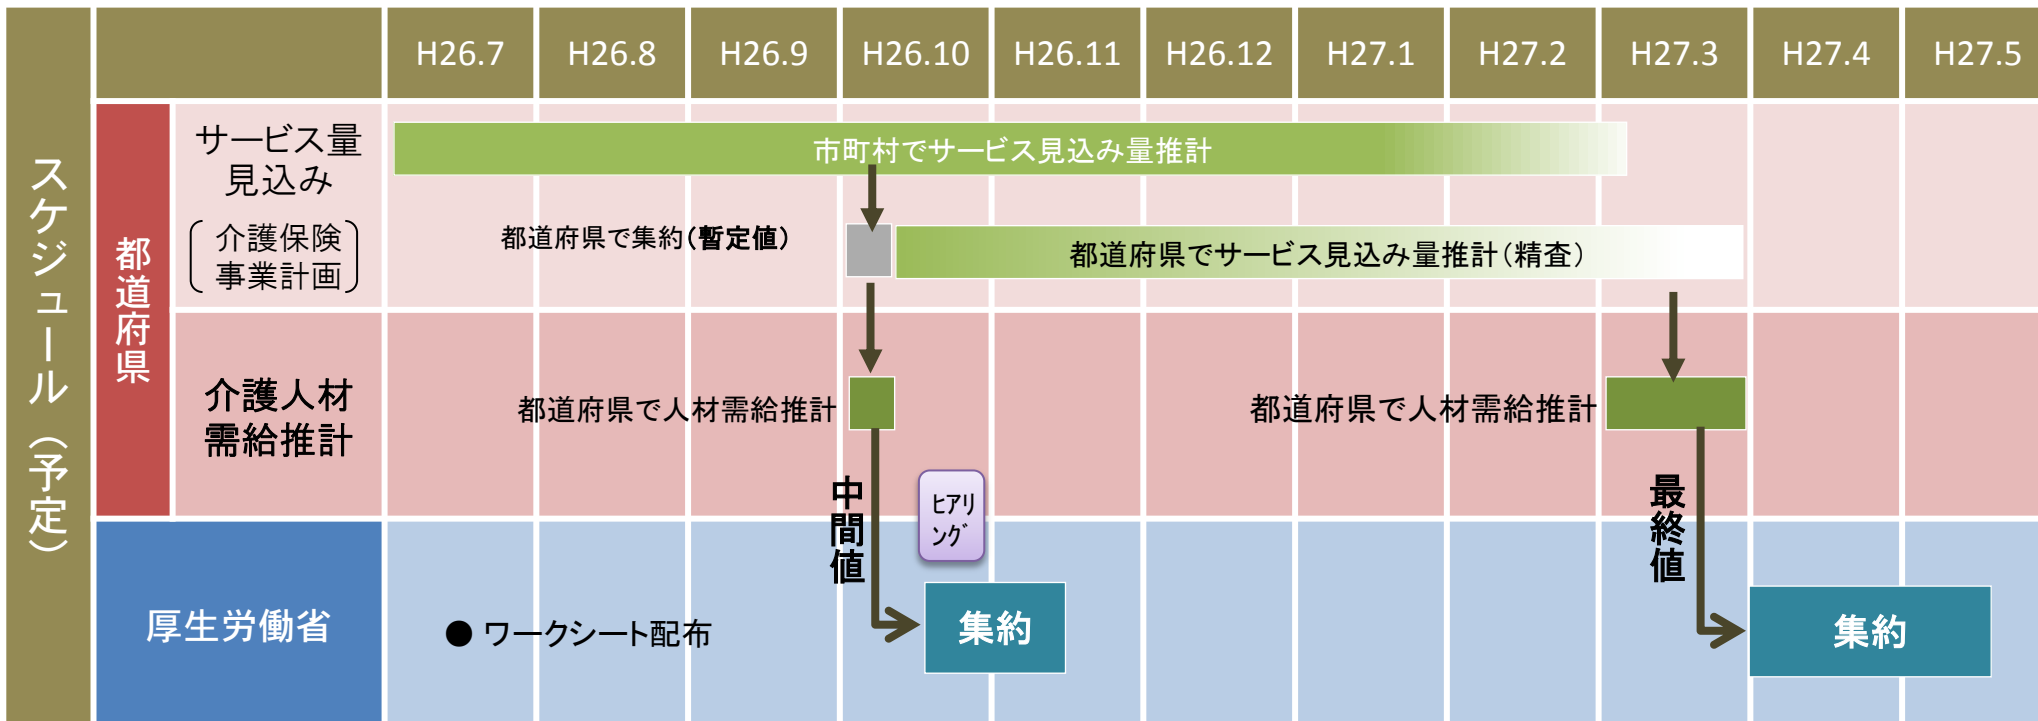 スケジュール（予定）
H26.7 H26.8 H26.9 H26.10 H26.11 H26.12 H27.1 H27.2 H27.3 H27.4 H27.5
都道府県
サービス量
見込み
介護保険
事業計画
市町村でサービス見込み量推計
都道府県で集約（暫定値）
都道府県でサービス見込み量推計（精査）
介護人材
需給推計
都道府県で人材需給推計
都道府県で人材需給推計
中間値
ヒアリ
ング
最終値
厚生労働省
● ワークシート配布
集約
集約